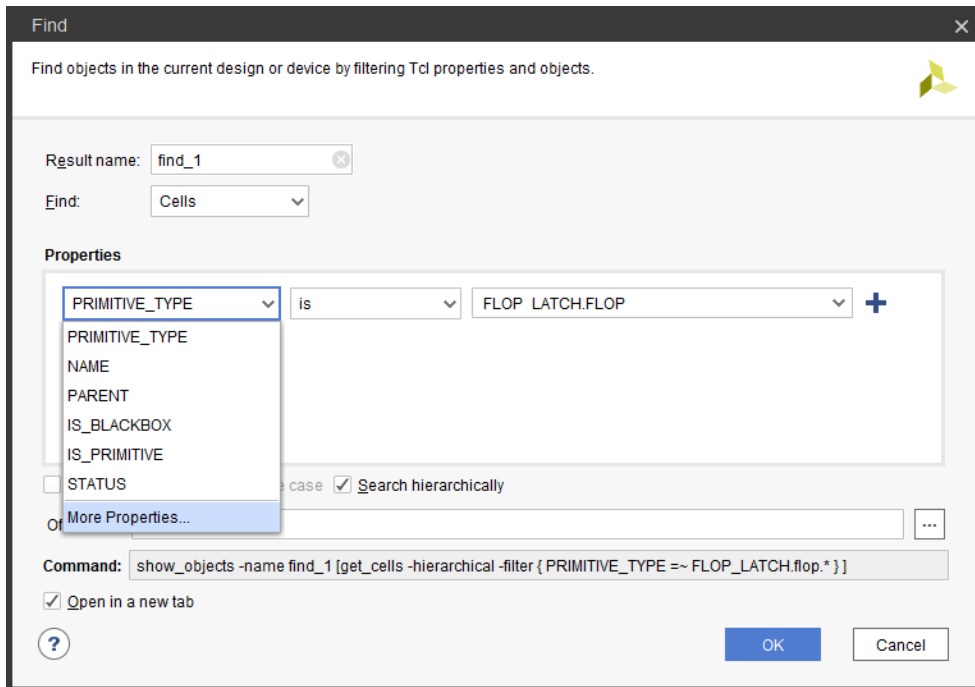 Find
Find objects in the current design or device by filtering Tcl properties and objects.
Result name: find_1
Find: Cells
Properties
PRIMITIVE_TYPE is FLOP_LATCH.FLOP
PRIMITIVE_TYPE
NAME
PARENT
IS_BLACKBOX
IS_PRIMITIVE
STATUS
case Search hierarchically
More Properties...
Of
...
Command: show_objects -name find_1 [get_cells -hierarchical -filter { PRIMITIVE_TYPE =~ FLOP_LATCH.flop.* } ]
Open in a new tab
? OK Cancel